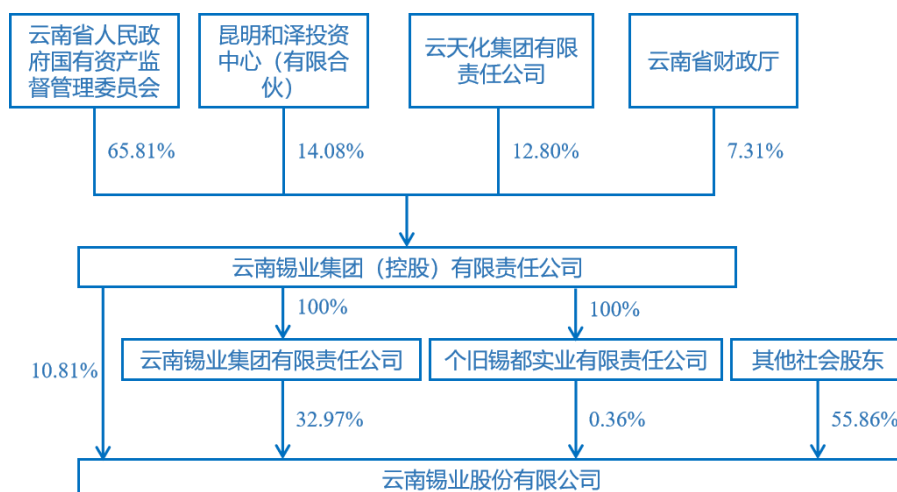 云南省人民政
府国有资产监
督管理委员会
昆明和泽投资
中心（有限合
伙）
云天化集团有限
责任公司
云南省财政厅
65.81%
14.08%
12.80%
7.31%
云南锡业集团（控股）有限责任公司
100%
100%
10.81%
云南锡业集团有限责任公司
个旧锡都实业有限责任公司
其他社会股东
32.97%
0.36%
55.86%
云南锡业股份有限公司